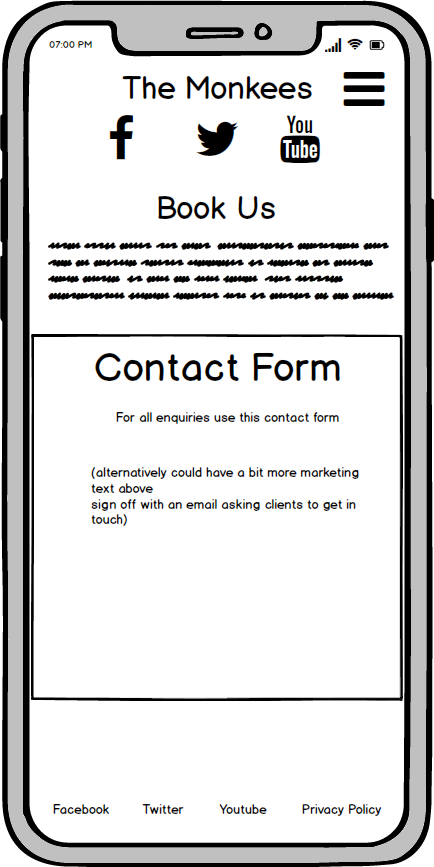 07:00 PM
The Monkees
You
Tube
Book Us
Contact Form
For all enquiries use this contact form
(alternatively could have a bit more marketing
text above
sign off with an email asking clients to get in
touch)
Facebook Twitter Youtube Privacy Policy